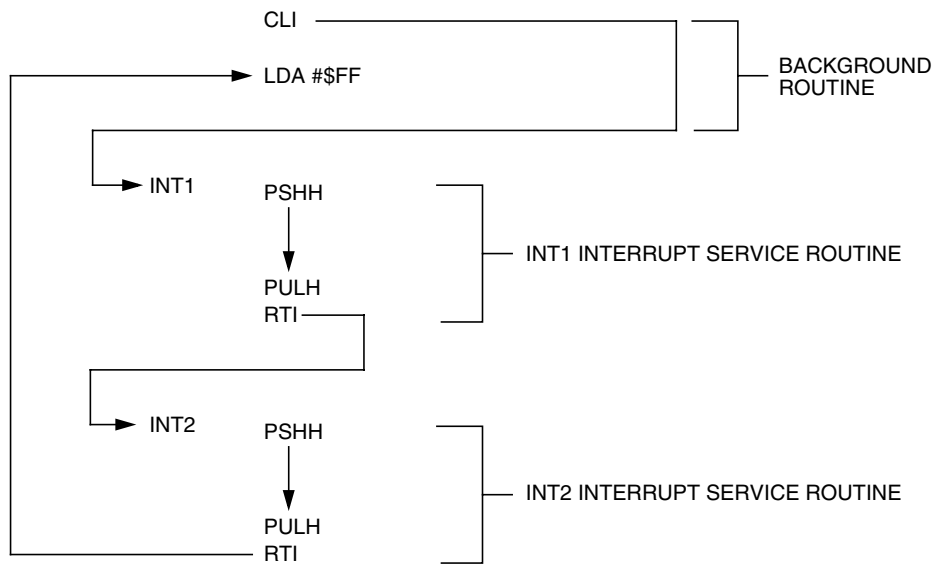 CLI
LDA #$FF
BACKGROUND
ROUTINE
INT1
PSHH
INT1 INTERRUPT SERVICE ROUTINE
PULH
RTI
INT2
PSHH
INT2 INTERRUPT SERVICE ROUTINE
PULH
RTI